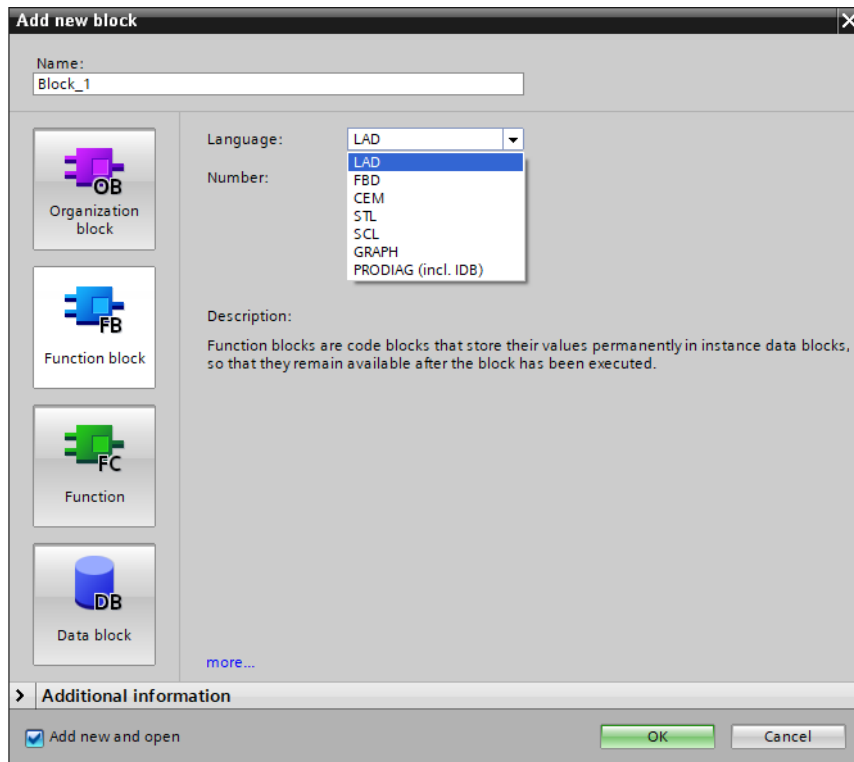 Add new block
Name:
Block_1
OB
Organization
block
FB
Function block
FC
Function
DB
Data block
Language:
LAD
LAD
FBD
CEM
STL
SCL
GRAPH
PRODIAG (incl. IDB)
Number:
Description:
Function blocks are code blocks that store their values permanently in instance data blocks,
so that they remain available after the block has been executed.
more...
Additional information
Add new and open
OK
Cancel